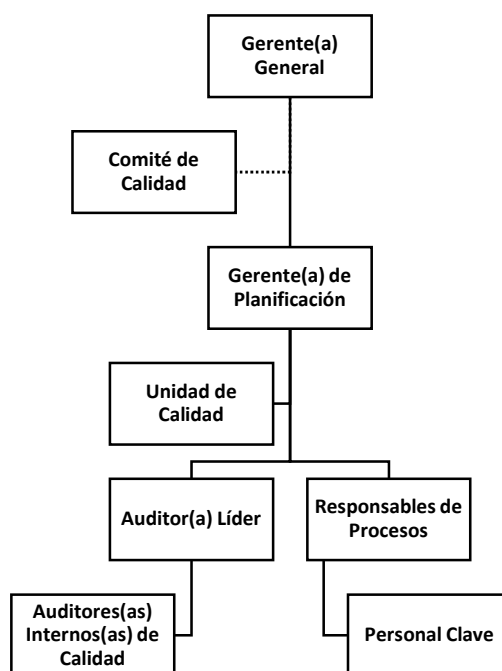 Gerente(a)
General
Comité de
Calidad
Gerente(a) de
Planificación
Unidad de
Calidad
Auditor(a) Líder
Responsables de
Procesos
Auditores(as)
Internos(as) de
Calidad
Personal Clave